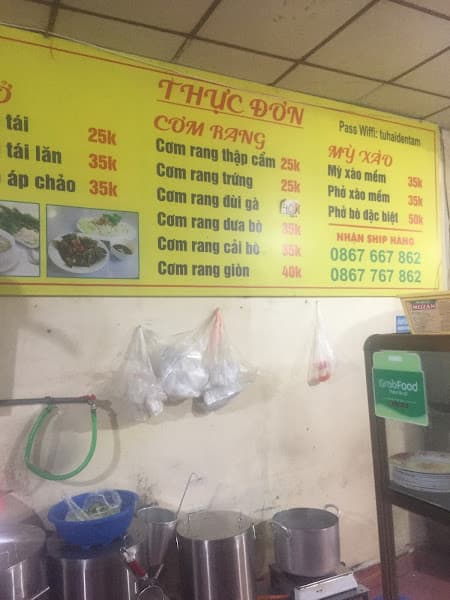 THỰC ĐƠN
Pass Wiffi: tuhaidentam
Ở
tái 25k
tái lăn 35k
áp chảo 35k
CƠM RANG
Cơm rang thập cẩm 25k
Cơm rang trứng 25k
Cơm rang đùi gà
Cơm rang dưa bò 35k
Cơm rang cải bò 35k
Cơm rang giòn 40k
MỲ XÀO
Mỳ xào mềm 35k
Phở xào mềm 35k
Phở bò đặc biệt 50k
NHẬN SHIP HÀNG
0867 667 862
0867 767 862
GrabFood